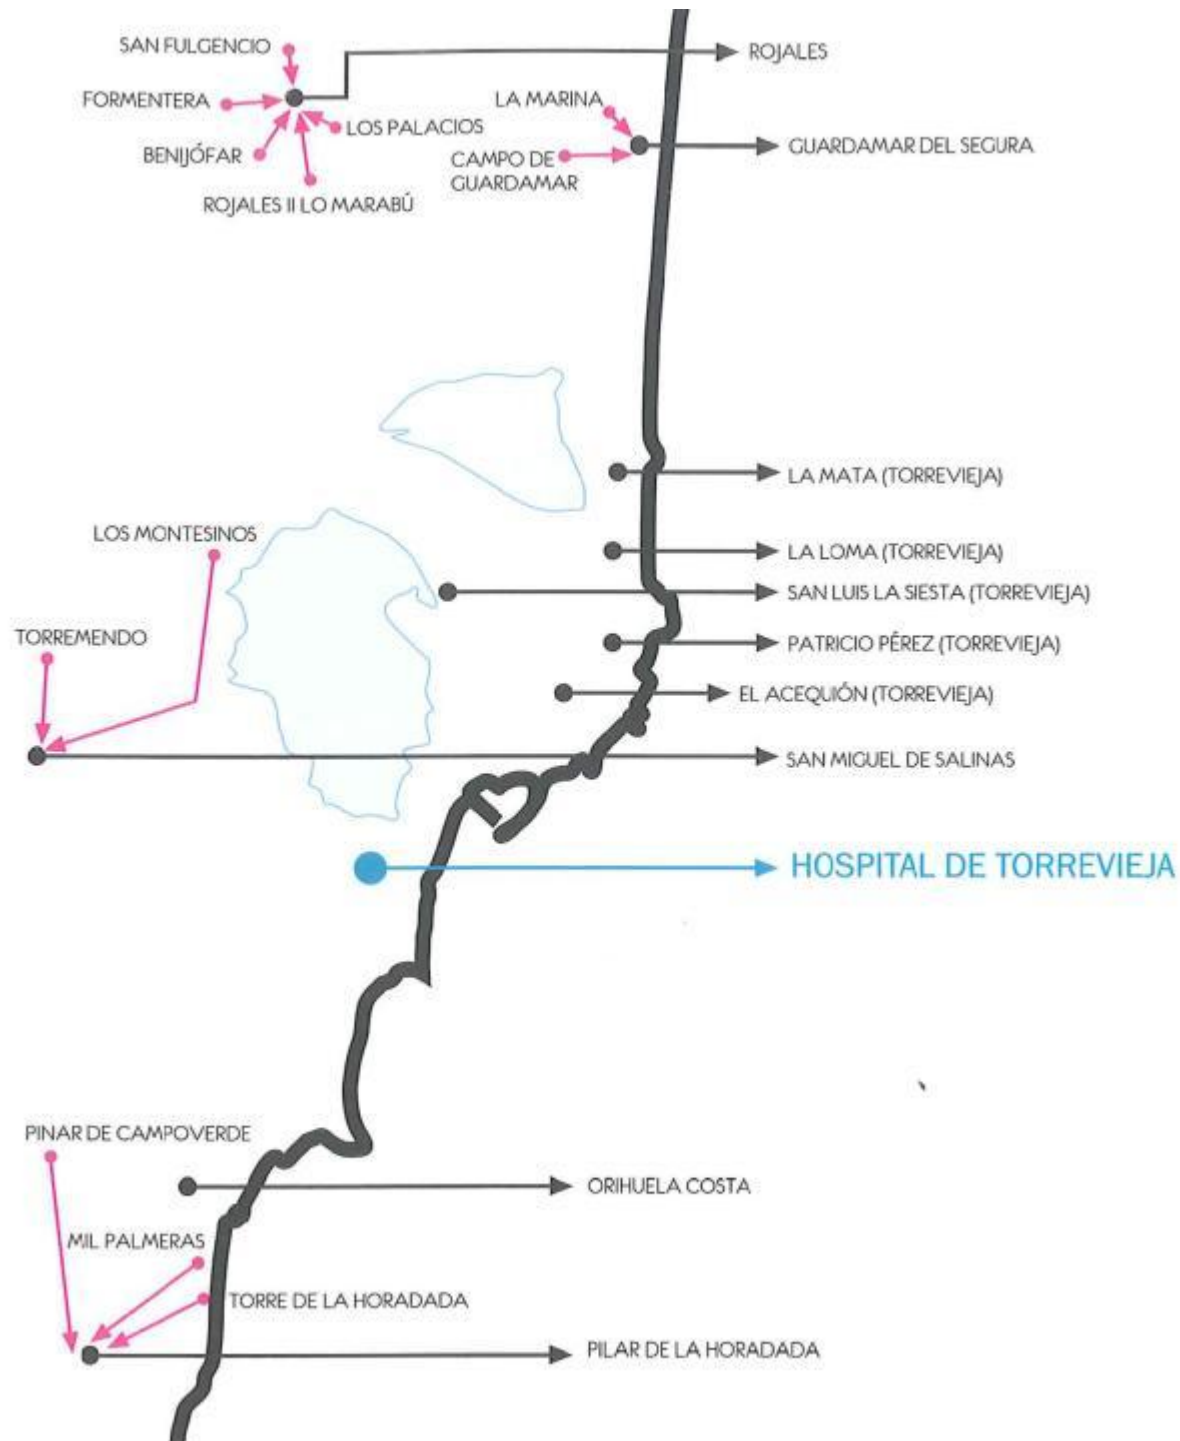 SAN FULGENCIO
ROJALES
FORMENTERA
LA MARINA
LOS PALACIOS
BENIJÓFAR
CAMPO DE
GUARDAMAR
GUARDAMAR DEL SEGURA
ROJALES II LO MARABÚ
LA MATA (TORREVIEJA)
LOS MONTESINOS
LA LOMA (TORREVIEJA)
SAN LUIS LA SIESTA (TORREVIEJA)
TORREMENDO
PATRICIO PÉREZ (TORREVIEJA)
EL ACEQUIÓN (TORREVIEJA)
SAN MIGUEL DE SALINAS
HOSPITAL DE TORREVIEJA
PINAR DE CAMPOVERDE
ORIHUELA COSTA
MIL PALMERAS
TORRE DE LA HORADADA
PILAR DE LA HORADADA